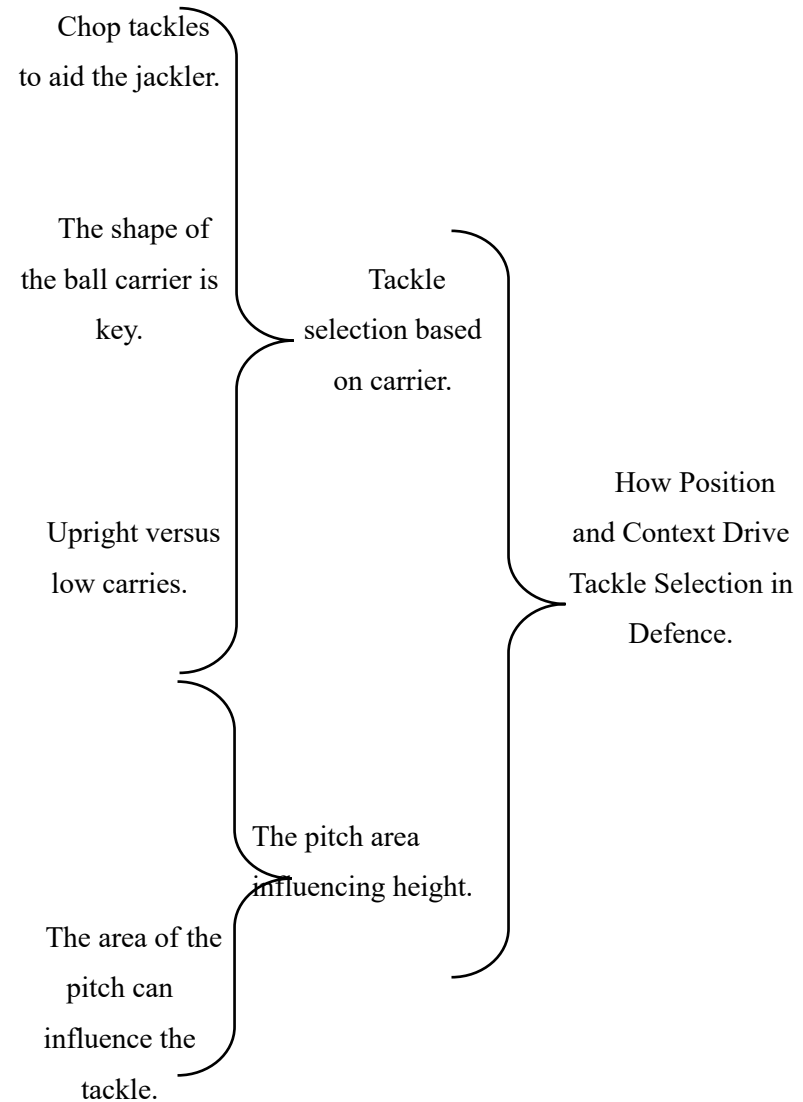 Chop tackles
to aid the jackler.
The shape of
the ball carrier is
key.
Upright versus
low carries.
The area of the
pitch can
influence the
tackle.
Tackle
selection based
on carrier.
The pitch area
influencing height.
How Position
and Context Drive
Tackle Selection in
Defence.